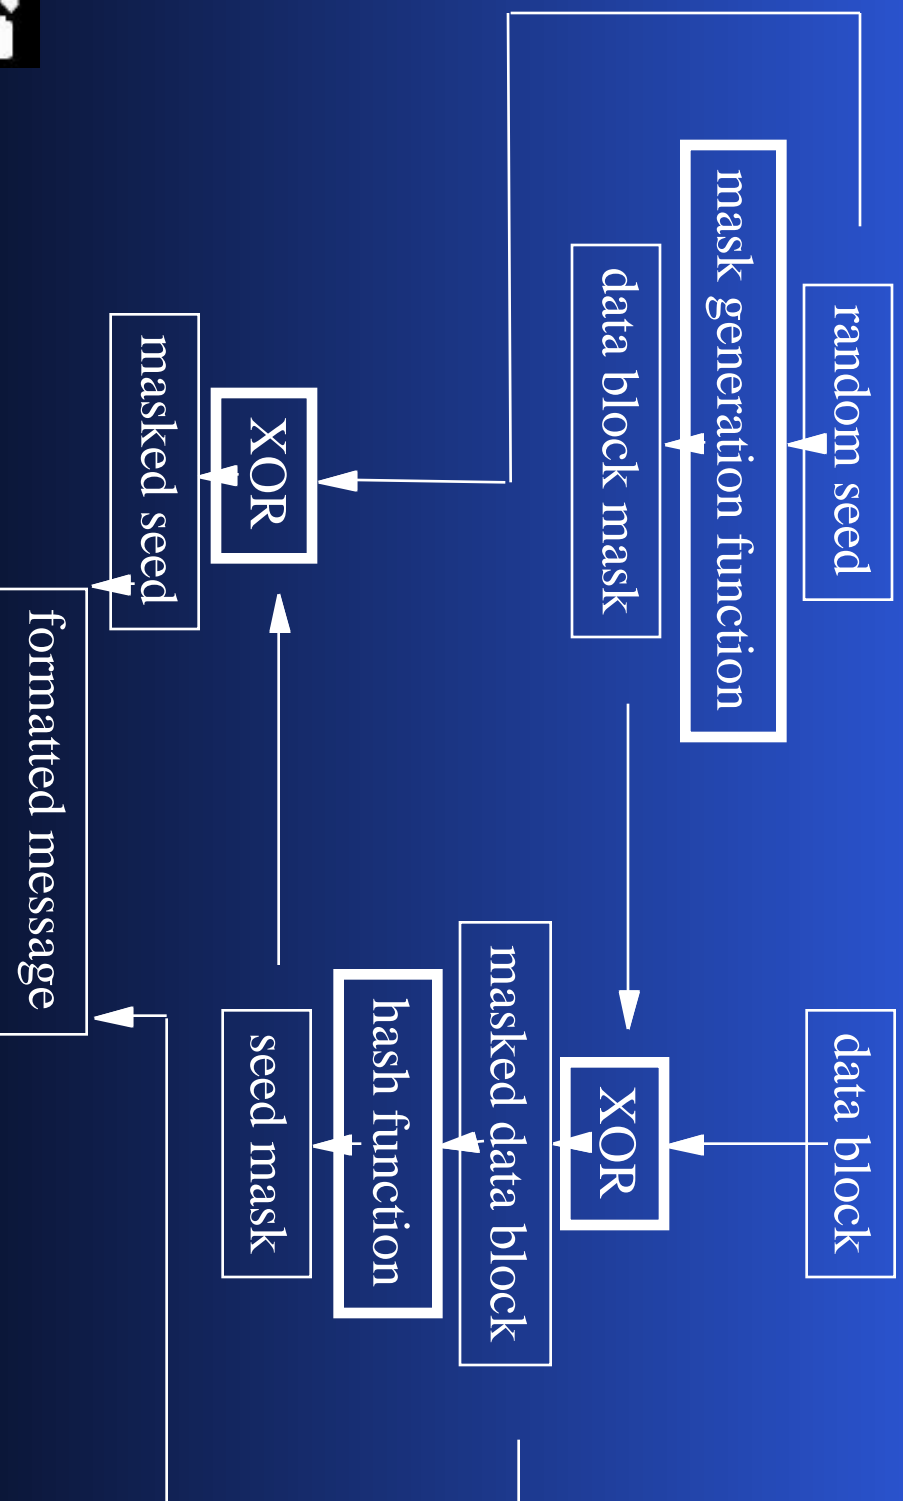 random seed
data block
mask generation function
data block mask
XOR
masked data block
hash function
XOR
seed mask
masked seed
formatted message